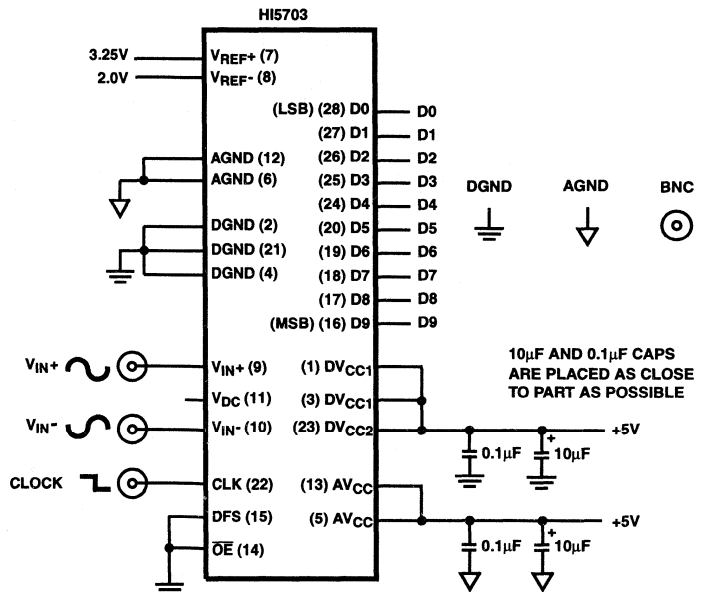 HI5703
3.25V
VREF+ (7)
2.0V
VREF- (8)
(LSB) (28) D0
D0
(27) D1
D1
AGND (12)
(26) D2
D2
AGND (6)
(25) D3
D3
(24) D4
D4
DGND (2)
(20) D5
D5
DGND (21)
(19) D6
D6
DGND (4)
(18) D7
D7
(17) D8
D8
(MSB) (16) D9
D9
DGND
AGND
BNC
VIN+
VIN+ (9)
(1) DVCC1
VDC (11)
(3) DVCC1
VIN-
VIN- (10)
(23) DVCC2
10μF AND 0.1μF CAPS
ARE PLACED AS CLOSE
TO PART AS POSSIBLE
+5V
0.1μF
+
10μF
CLOCK
CLK (22)
(13) AVCC
DFS (15)
(5) AVCC
+5V
O̅E̅ (14)
0.1μF
+
10μF